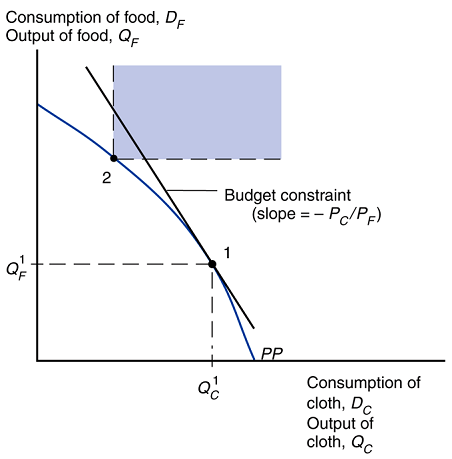 Consumption of food, D_F
Output of food, Q_F
2
Budget constraint
(slope = – P_C/P_F)
1
Q_F^1
PP
Q_C^1
Consumption of
cloth, D_C
Output of
cloth, Q_C